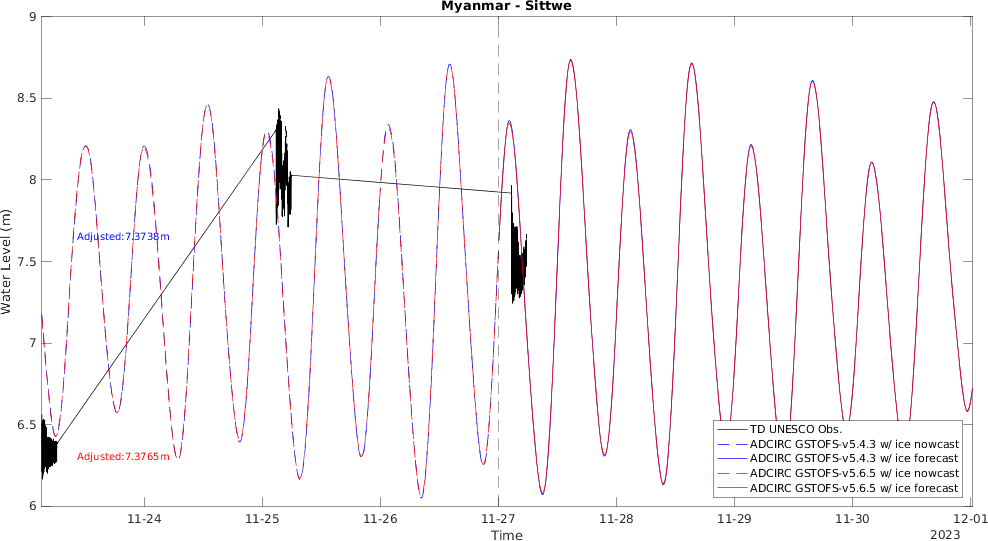 Myanmar - Sittwe
9
8.5
8
7.5
7
6.5
6
Water Level (m)
Adjusted:7.3738m
Adjusted:7.3765m
TD UNESCO Obs.
ADCIRC GSTOFS-v5.4.3 w/ ice nowcast
ADCIRC GSTOFS-v5.4.3 w/ ice forecast
ADCIRC GSTOFS-v5.6.5 w/ ice nowcast
ADCIRC GSTOFS-v5.6.5 w/ ice forecast
11-24 11-25 11-26 11-27 11-28 11-29 11-30 12-01
Time
2023